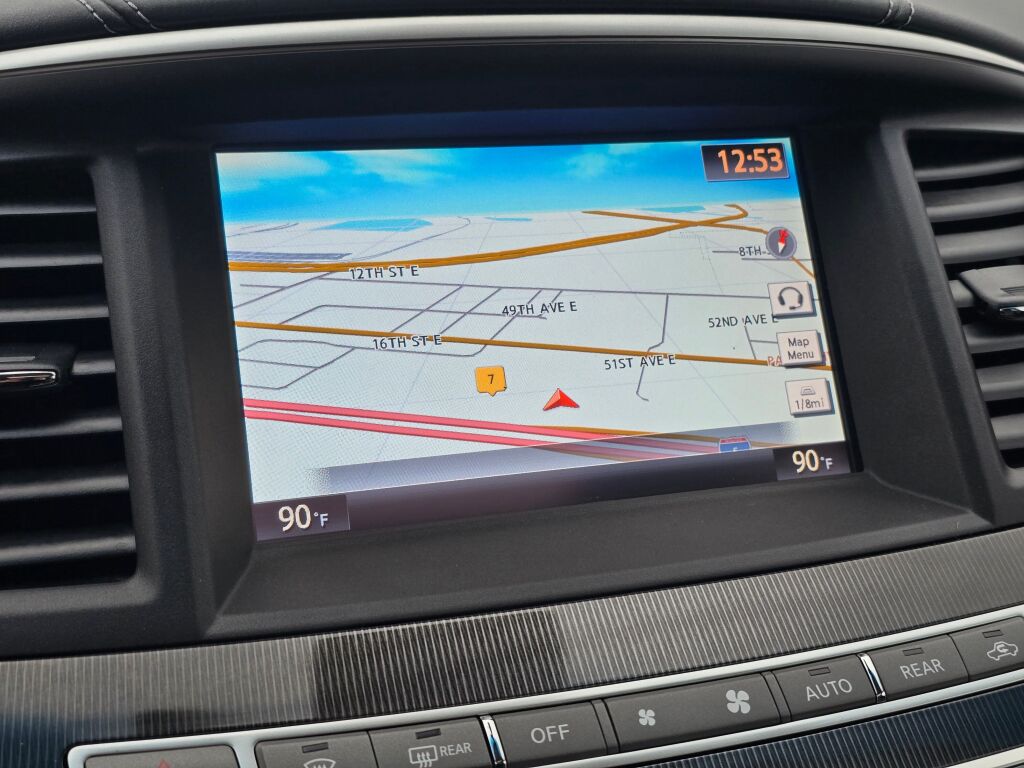 12:53
8TH
12TH ST E
49TH AVE E
52ND AVE E
16TH ST E
Map
Menu
51ST AVE E
7
1/8mi
90°F
90°F
REAR
AUTO
OFF
REAR